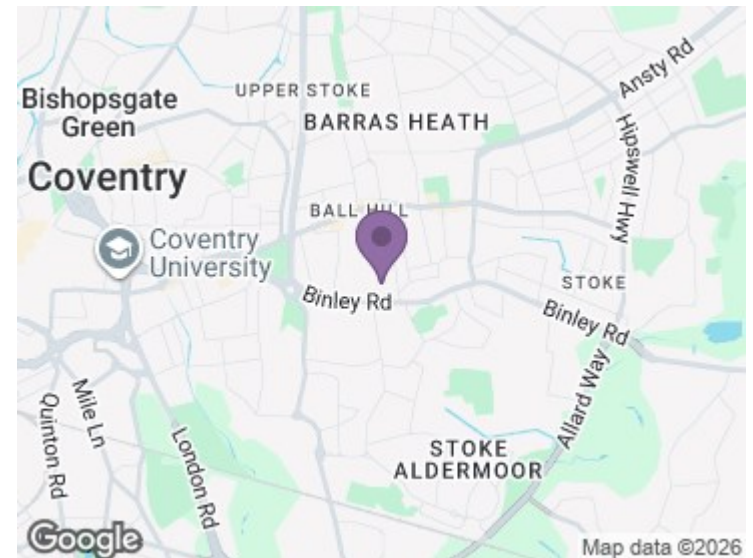 Ansty Rd
UPPER STOKE
Bishopsgate
Green
BARRAS HEATH
Hipswell Hwy
Coventry
BALL HILL
Coventry
University
STOKE
Binley Rd
Binley Rd
Mile Ln
Quinton Rd
London Rd
Allard Way
STOKE
ALDERMOOR
Google
Map data ©2026